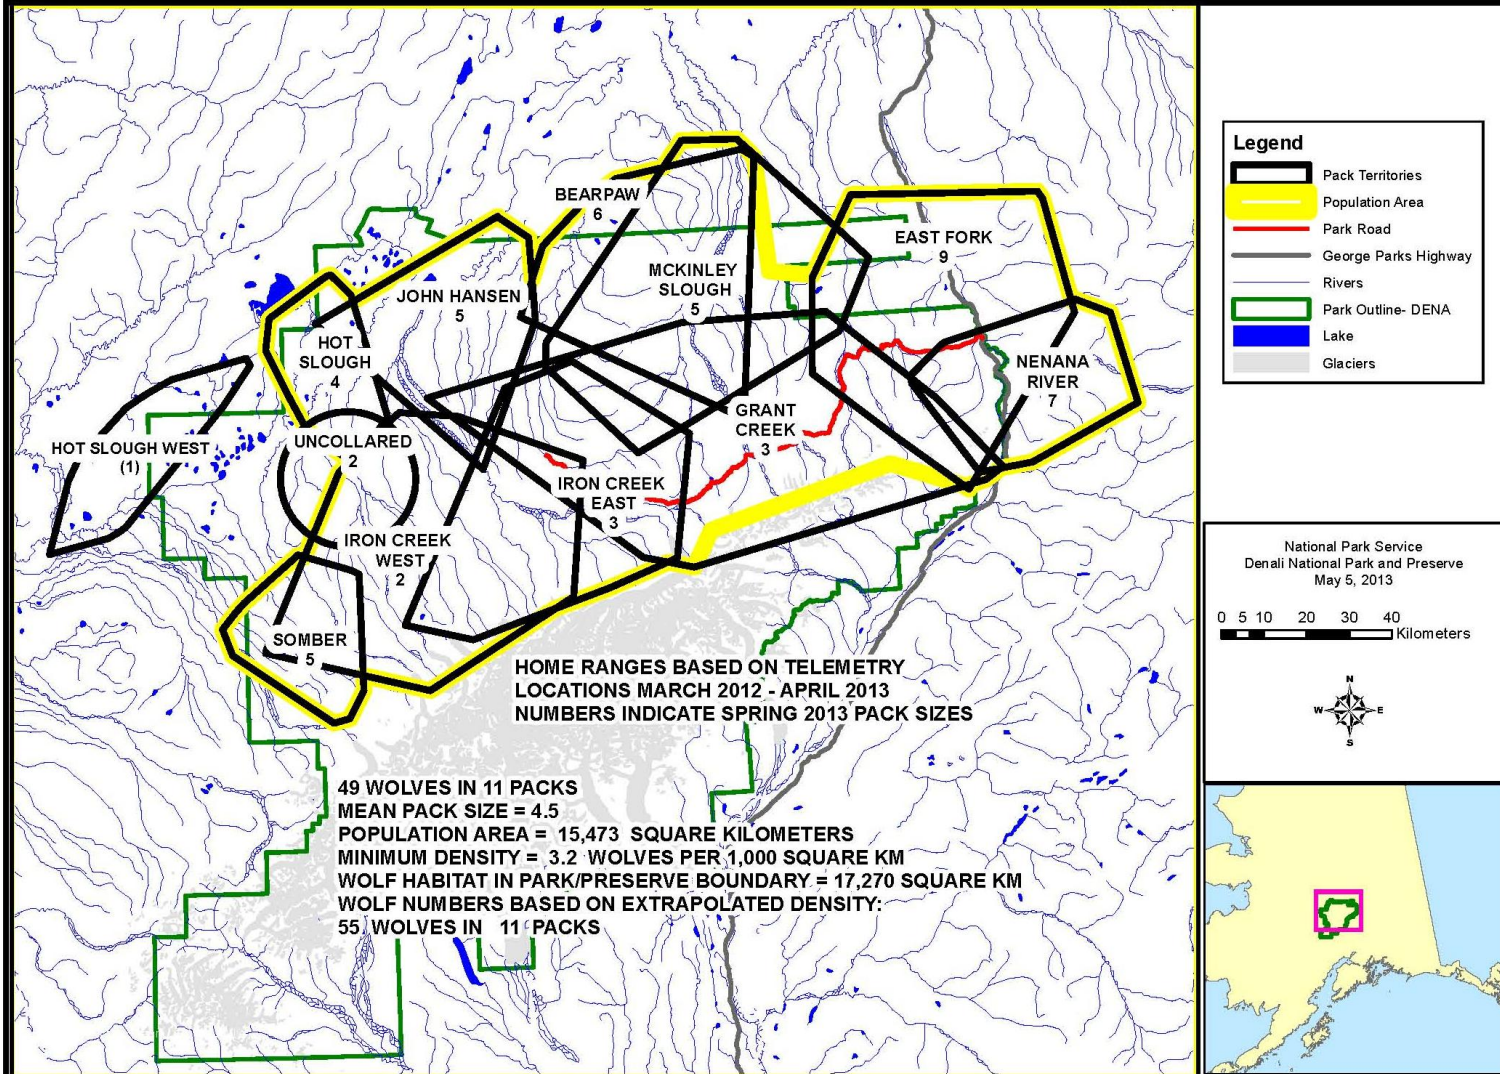 BEARPAW
6
EAST FORK
9
MCKINLEY
SLOUGH
5
JOHN HANSEN
5
HOT
SLOUGH
4
NENANA
RIVER
7
GRANT
CREEK
3
HOT SLOUGH WEST
(1)
UNCOLLARED
2
IRON CREEK
EAST
3
IRON CREEK
WEST
2
SOMBER
5
HOME RANGES BASED ON TELEMETRY
LOCATIONS MARCH 2012 - APRIL 2013
NUMBERS INDICATE SPRING 2013 PACK SIZES
49 WOLVES IN 11 PACKS
MEAN PACK SIZE = 4.5
POPULATION AREA = 15,473 SQUARE KILOMETERS
MINIMUM DENSITY = 3.2 WOLVES PER 1,000 SQUARE KM
WOLF HABITAT IN PARK/PRESERVE BOUNDARY = 17,270 SQUARE KM
WOLF NUMBERS BASED ON EXTRAPOLATED DENSITY:
55 WOLVES IN 11 PACKS
Legend
Pack Territories
Population Area
Park Road
George Parks Highway
Rivers
Park Outline- DENA
Lake
Glaciers
National Park Service
Denali National Park and Preserve
May 5, 2013
0 5 10 20 30 40
Kilometers
N
W E
S